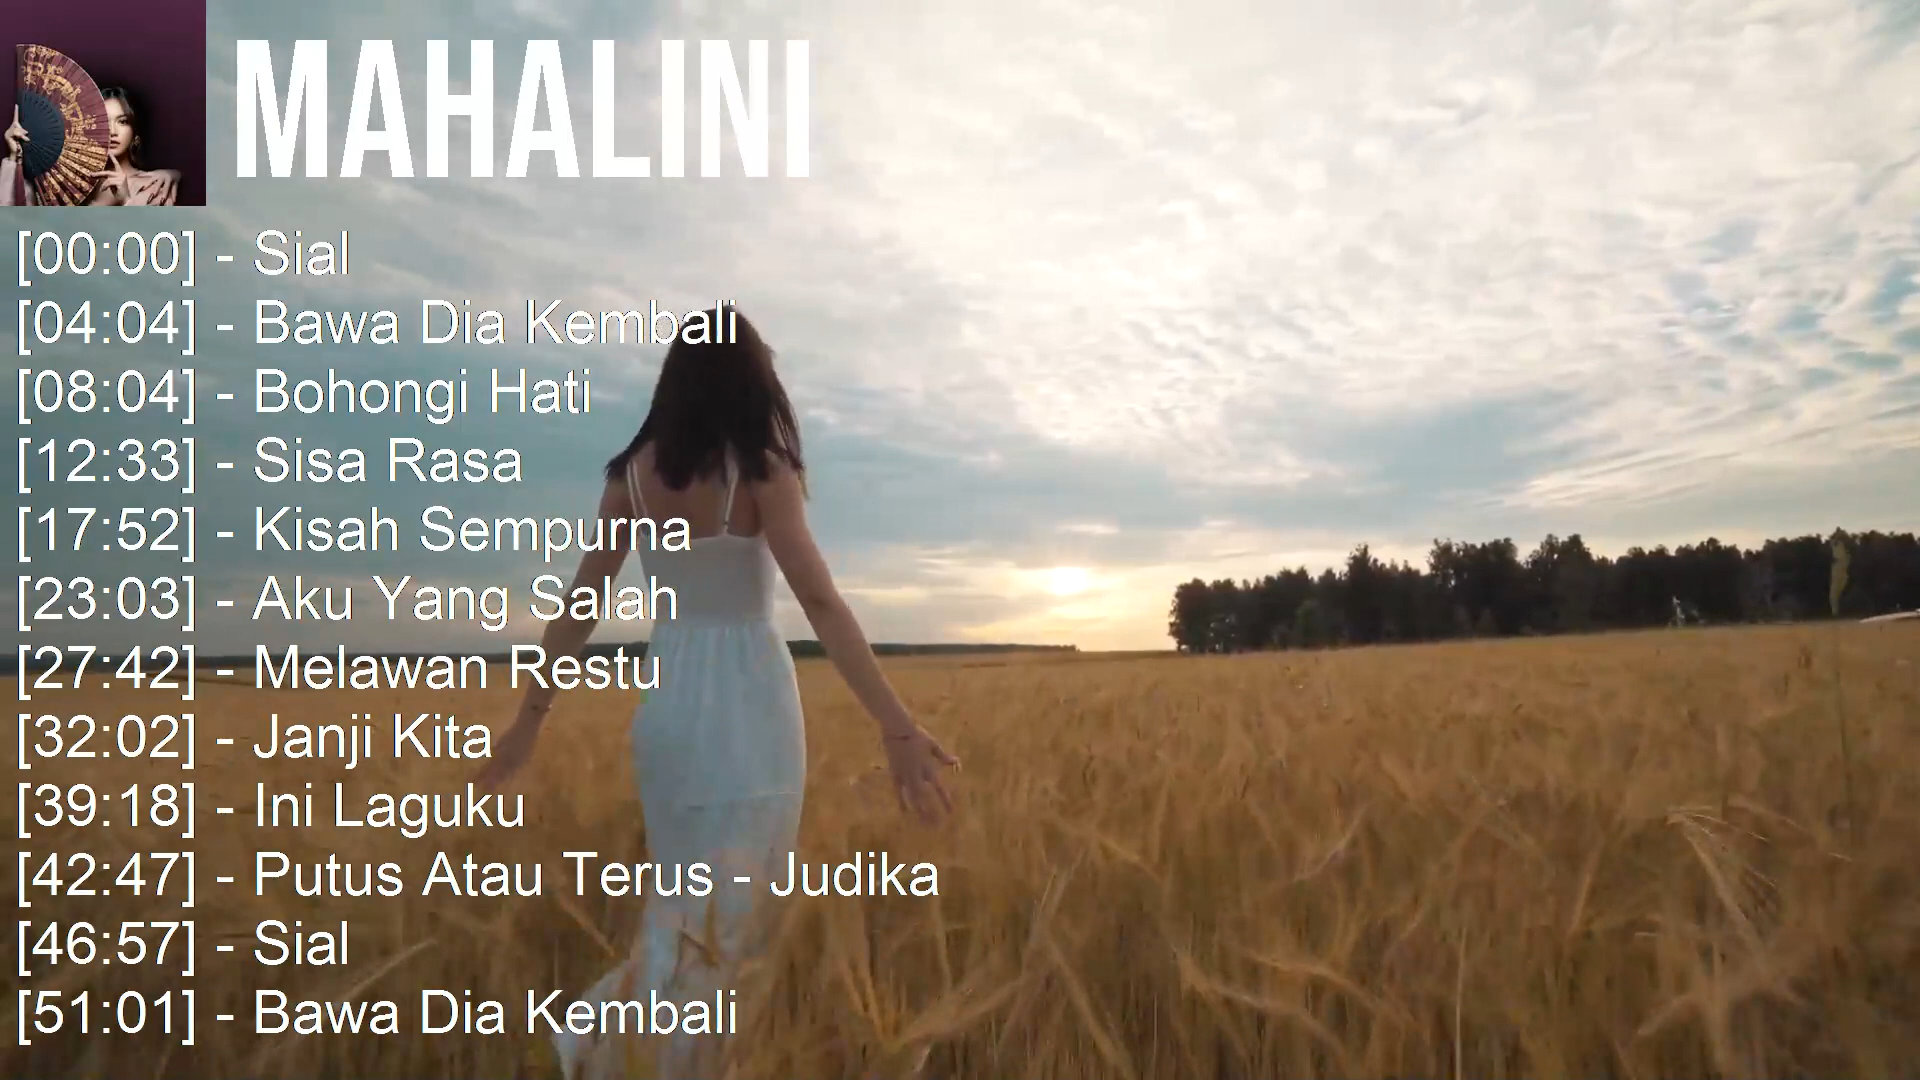 MAHALINI
[00:00] - Sial
[04:04] - Bawa Dia Kembali
[08:04] - Bohongi Hati
[12:33] - Sisa Rasa
[17:52] - Kisah Sempurna
[23:03] - Aku Yang Salah
[27:42] - Melawan Restu
[32:02] - Janji Kita
[39:18] - Ini Laguku
[42:47] - Putus Atau Terus - Judika
[46:57] - Sial
[51:01] - Bawa Dia Kembali